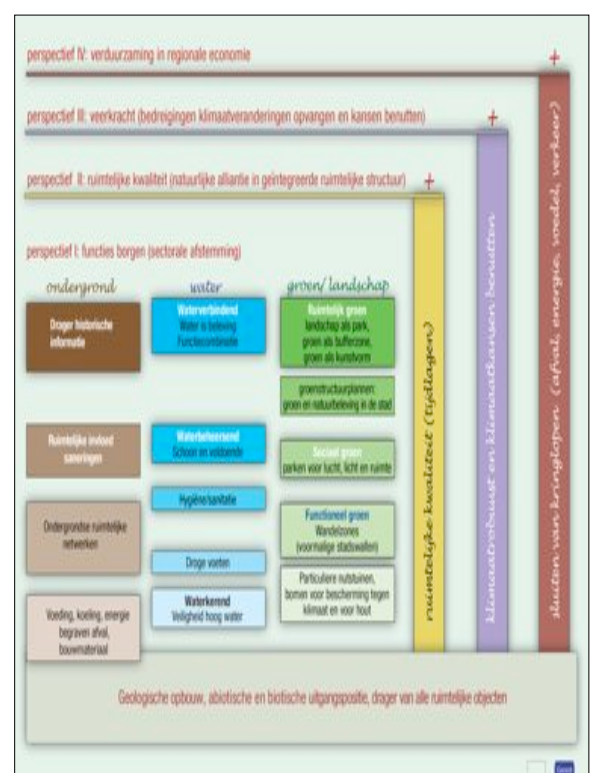 perspectief IV: verduurzaming in regionale economie
+
perspectief III: veerkracht (bedreigingen klimaatveranderingen opvangen en kansen benutten)
+
perspectief II: ruimtelijke kwaliteit (natuurlijke alliantie in geïntegreerde ruimtelijke structuur)
+
perspectief I: functies borgen (sectorale afstemming)
ondergrond
Drager historische
informatie
Ruimtelijke invloed
saneringen
Ondergrondse ruimtelijke
netwerken
Voeding, koeling, energie
begraven afval,
bouwmateriaal
water
Waterverbindend
Water is beleving
Functiecombinatie
Waterbeheersend
Schoon en voldoende
Hygiëne/sanitatie
Droge voeten
Waterkerend
Veiligheid hoog water
groen/landschap
Ruimtelijk groen
landschap als park,
groen als bufferzone,
groen als kunstvorm
groenstructuurplannen:
groen en natuurbeleving in de stad
Sociaal groen
parken voor lucht, licht en ruimte
Functioneel groen
Wandelzones
(voormalige stadswallen)
Particuliere nutstuinen,
bomen voor bescherming tegen
klimaat en voor hout
ruimtelijke kwaliteit (tijdlagen)
klimaatrobuust en klimaatkansen benutten
sluiten van kringlopen (afval, energie, voedel, verkeer)
Geologische opbouw, abiotische en biotische uitgangspositie, drager van alle ruimtelijke objecten